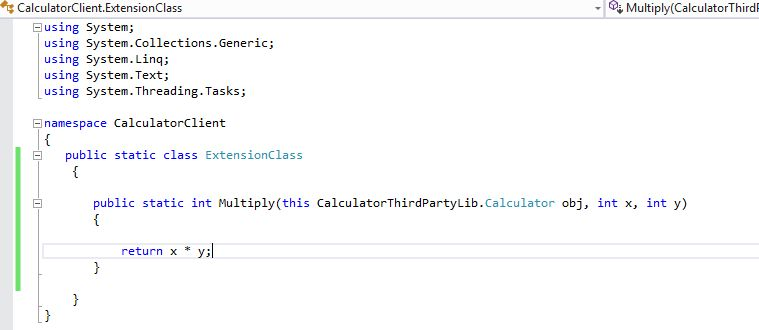 CalculatorClient.ExtensionClass
Multiply(CalculatorThirdP
using System;
using System.Collections.Generic;
using System.Linq;
using System.Text;
using System.Threading.Tasks;
namespace CalculatorClient
{
public static class ExtensionClass
{
public static int Multiply(this CalculatorThirdPartyLib.Calculator obj, int x, int y)
{
return x * y;
}
}
}